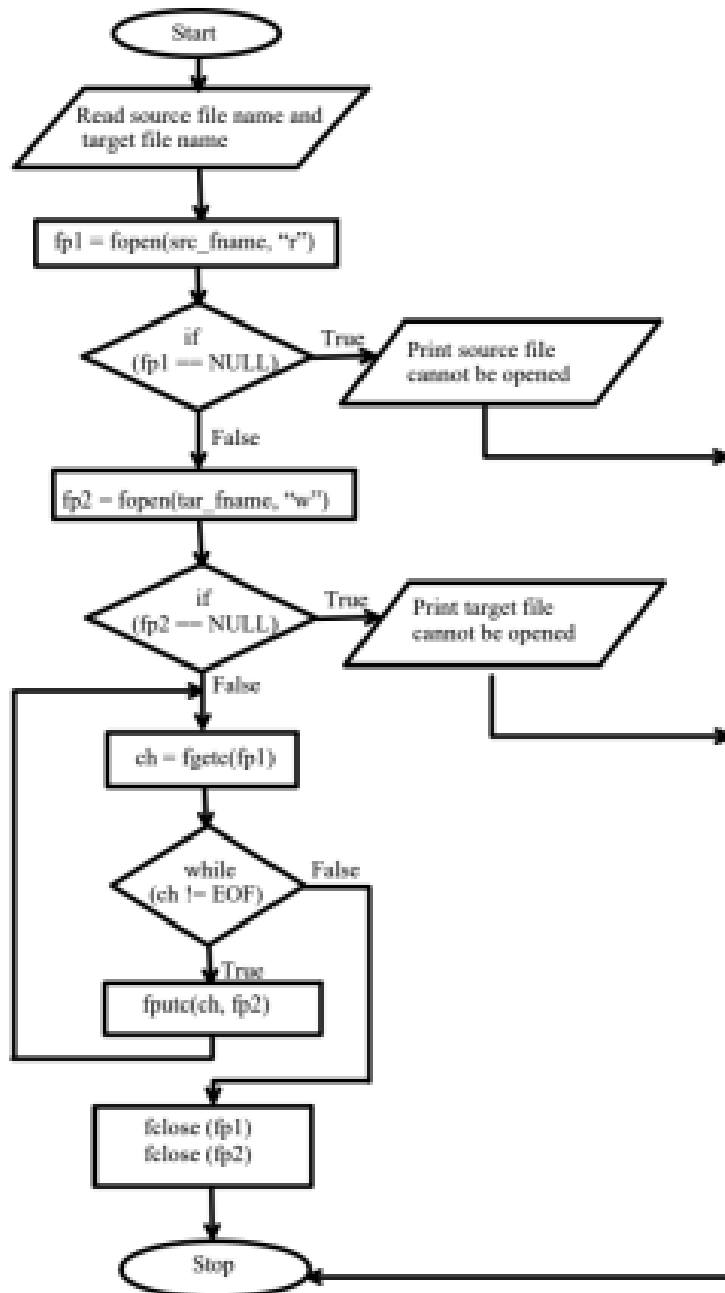 Start
Read source file name and
target file name
fp1 = fopen(src_fname, “r”)
if
(fp1 == NULL)
True
Print source file
cannot be opened
False
fp2 = fopen(tar_fname, “w”)
if
(fp2 == NULL)
True
Print target file
cannot be opened
False
ch = fgetc(fp1)
while
(ch != EOF)
False
True
fputc(ch, fp2)
fclose (fp1)
fclose (fp2)
Stop